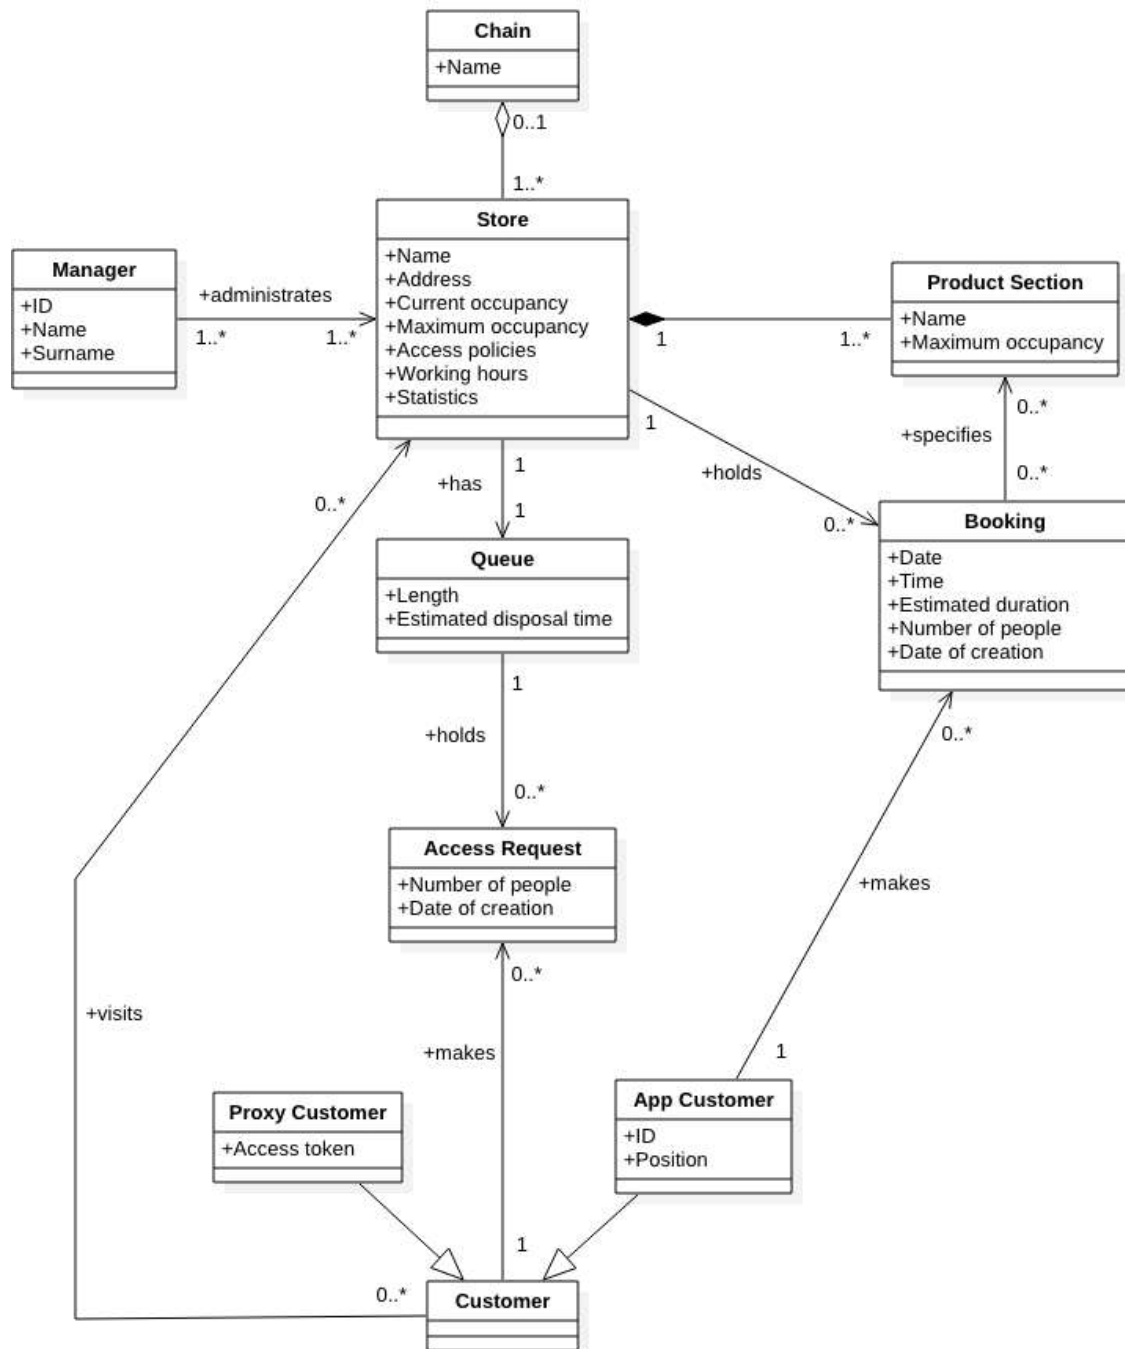 Chain
+Name
0..1
1..*
Store
+Name
+Address
+Current occupancy
+Maximum occupancy
+Access policies
+Working hours
+Statistics
Manager
+ID
+Name
+Surname
+administrates
1..*
1..*
Product Section
+Name
+Maximum occupancy
1
1..*
0..*
+specifies
0..*
1
+holds
0..*
Booking
+Date
+Time
+Estimated duration
+Number of people
+Date of creation
1
+has
1
0..*
Queue
+Length
+Estimated disposal time
1
+holds
0..*
Access Request
+Number of people
+Date of creation
0..*
+makes
1
0..*
+makes
1
+visits
Proxy Customer
+Access token
App Customer
+ID
+Position
0..*
Customer